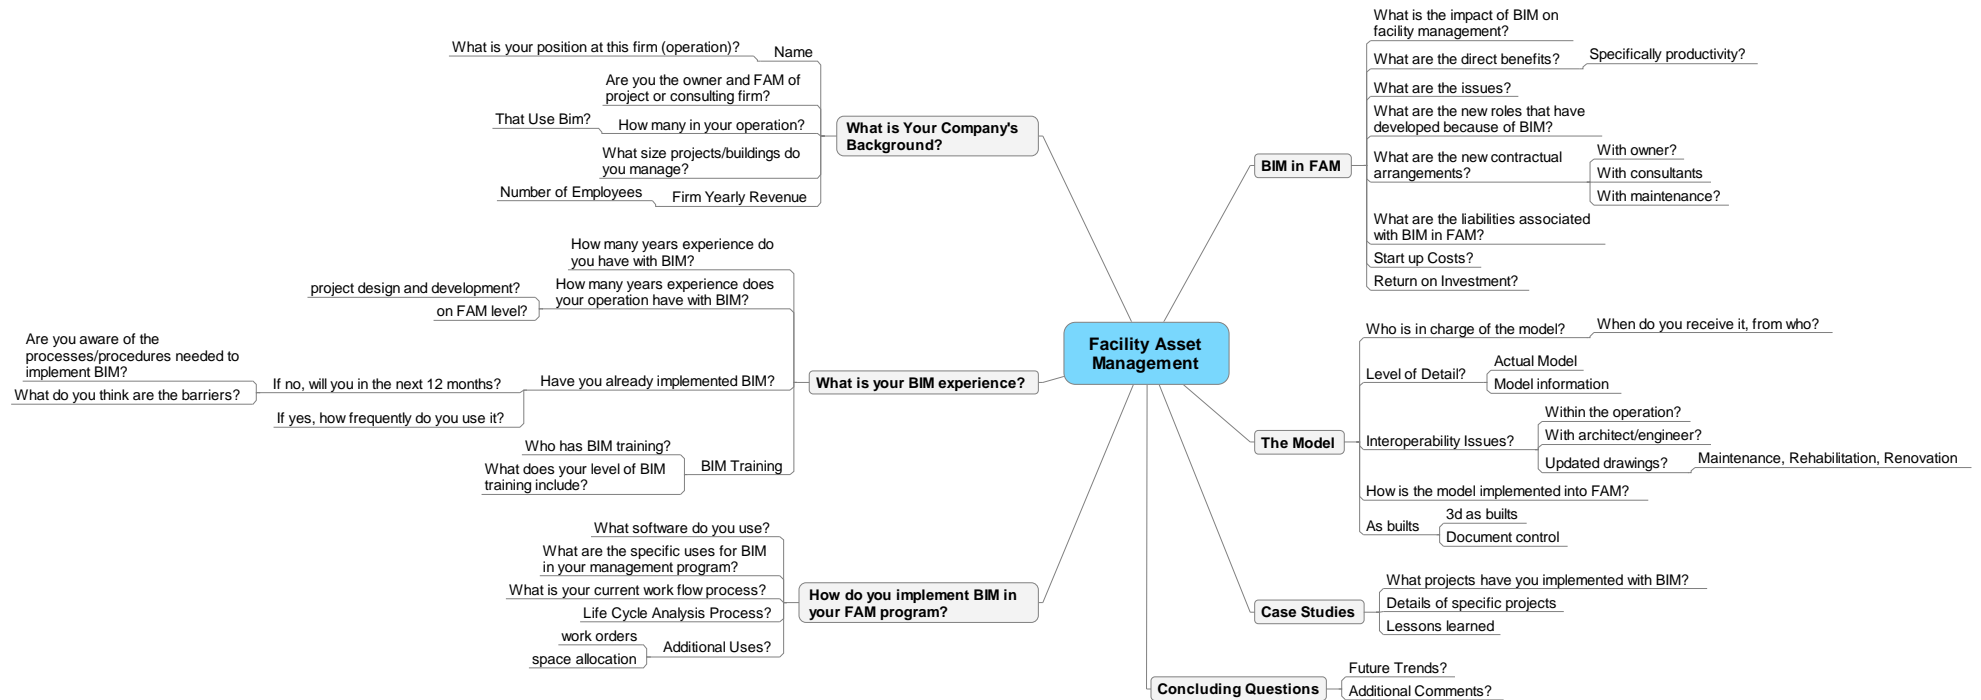 Facility Asset
Management
What is Your Company's
Background?
Name
What is your position at this firm (operation)?
Are you the owner and FAM of
project or consulting firm?
How many in your operation?
That Use Bim?
What size projects/buildings do
you manage?
Firm Yearly Revenue
Number of Employees
What is your BIM experience?
How many years experience do
you have with BIM?
How many years experience does
your operation have with BIM?
project design and development?
on FAM level?
Have you already implemented BIM?
If no, will you in the next 12 months?
Are you aware of the
processes/procedures needed to
implement BIM?
What do you think are the barriers?
If yes, how frequently do you use it?
BIM Training
Who has BIM training?
What does your level of BIM
training include?
How do you implement BIM in
your FAM program?
What software do you use?
What are the specific uses for BIM
in your management program?
What is your current work flow process?
Life Cycle Analysis Process?
Additional Uses?
work orders
space allocation
BIM in FAM
What is the impact of BIM on
facility management?
What are the direct benefits?
Specifically productivity?
What are the issues?
What are the new roles that have
developed because of BIM?
What are the new contractual
arrangements?
With owner?
With consultants
With maintenance?
What are the liabilities associated
with BIM in FAM?
Start up Costs?
Return on Investment?
The Model
Who is in charge of the model?
When do you receive it, from who?
Level of Detail?
Actual Model
Model information
Interoperability Issues?
Within the operation?
With architect/engineer?
Updated drawings?
Maintenance, Rehabilitation, Renovation
How is the model implemented into FAM?
As builts
3d as builts
Document control
Case Studies
What projects have you implemented with BIM?
Details of specific projects
Lessons learned
Concluding Questions
Future Trends?
Additional Comments?